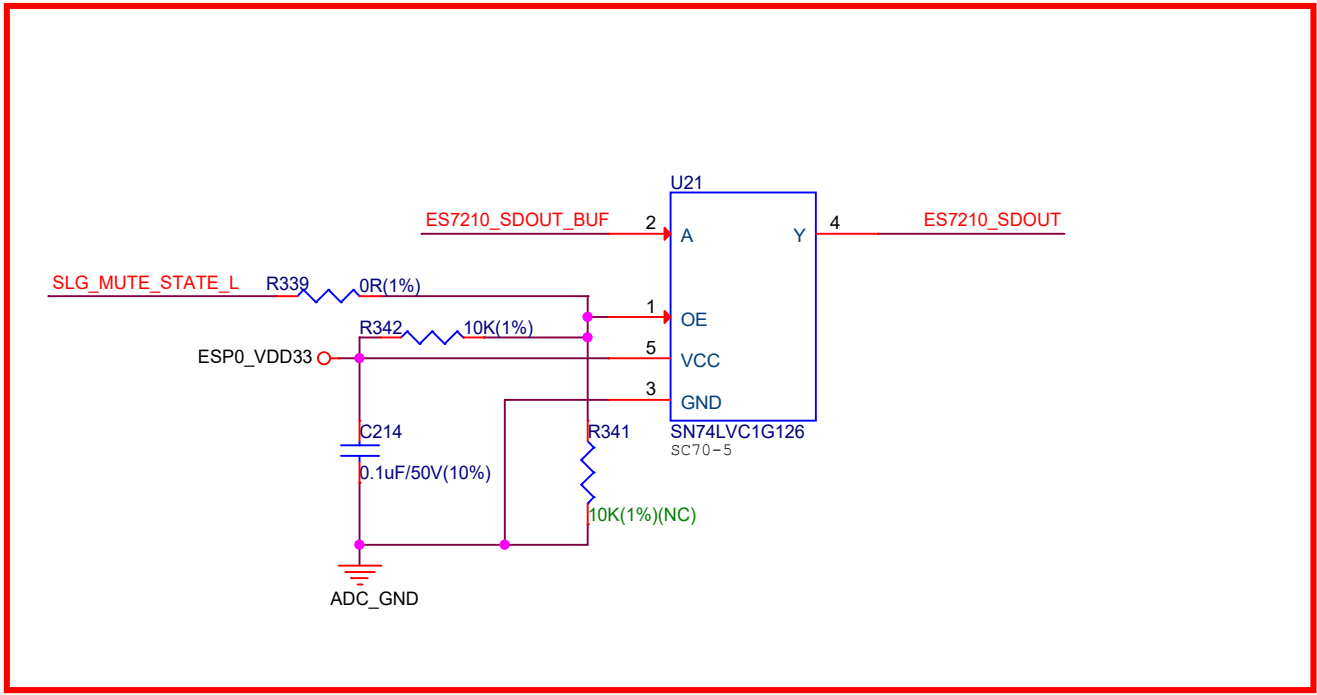 U21
ES7210_SDOUT_BUF 2 A Y 4 ES7210_SDOUT
SLG_MUTE_STATE_L R339 0R(1%)
1 OE
R342 10K(1%)
ESP0_VDD33 5 VCC
3 GND
C214 R341 SN74LVC1G126
SC70-5
0.1uF/50V(10%)
10K(1%)(NC)
ADC_GND